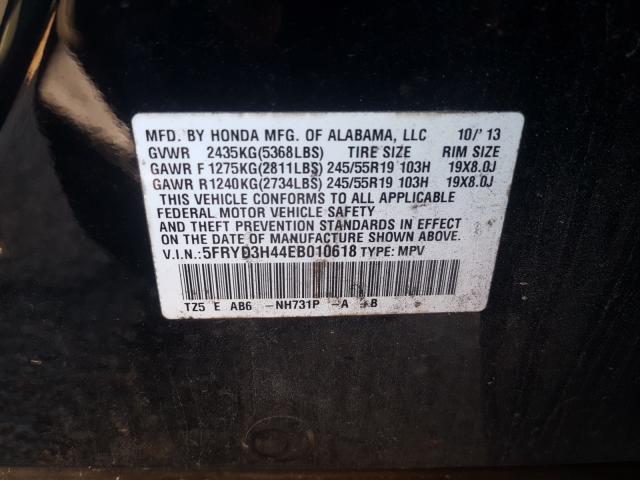 MFD. BY HONDA MFG. OF ALABAMA, LLC 10/'13
GVWR 2435KG(5368LBS) TIRE SIZE RIM SIZE
GAWR F 1275KG(2811LBS) 245/55R19 103H 19X8.0J
GAWR R1240KG(2734LBS) 245/55R19 103H 19X8.0J
THIS VEHICLE CONFORMS TO ALL APPLICABLE
FEDERAL MOTOR VEHICLE SAFETY
AND THEFT PREVENTION STANDARDS IN EFFECT
ON THE DATE OF MANUFACTURE SHOWN ABOVE.
V.I.N.:5FRYD3H44EB010618 TYPE: MPV
TZ5 E AB6 -NH731P -A B